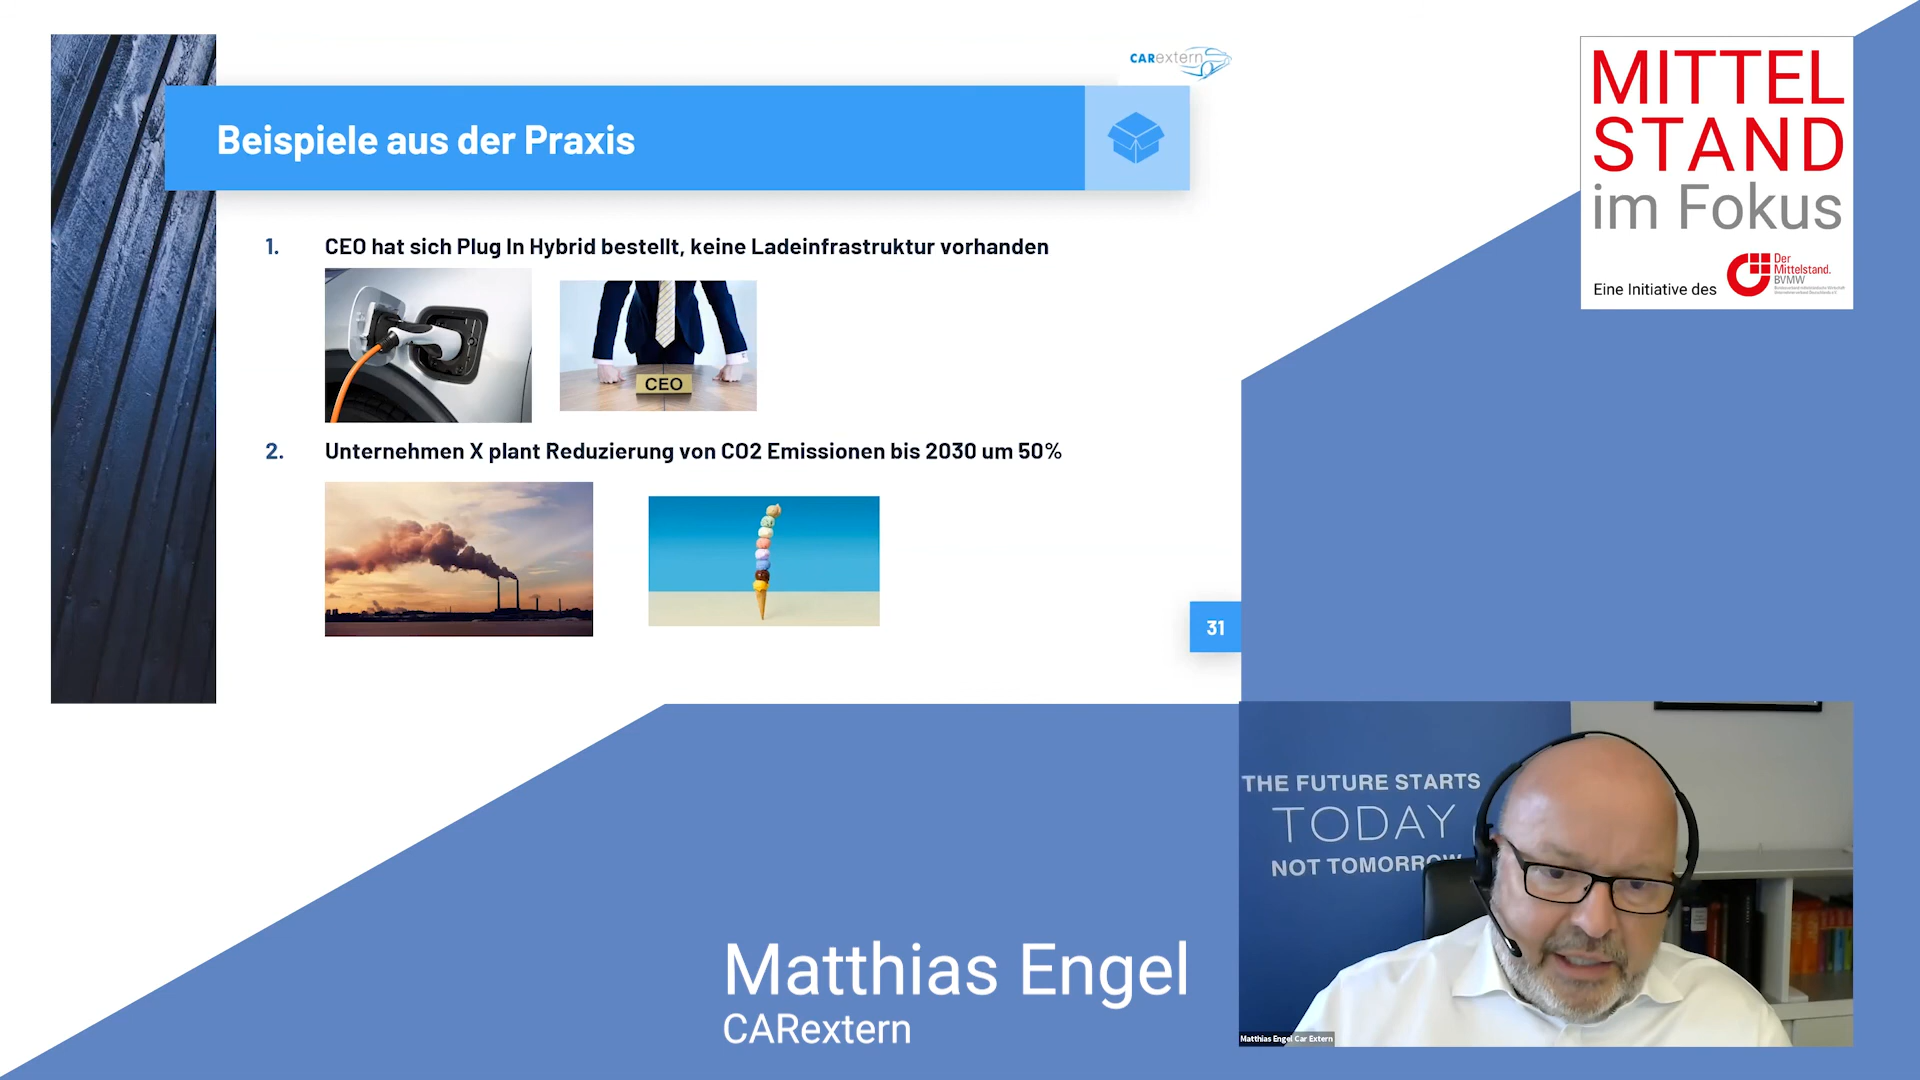 CARextern
Beispiele aus der Praxis
1. CEO hat sich Plug In Hybrid bestellt, keine Ladeinfrastruktur vorhanden
CEO
2. Unternehmen X plant Reduzierung von CO2 Emissionen bis 2030 um 50%
31
MITTEL
STAND
im Fokus
Eine Initiative des
Der
Mittelstand.
BVMW
THE FUTURE STARTS
TODAY
NOT TOMORROW
Matthias Engel Car Extern
Matthias Engel
CARextern